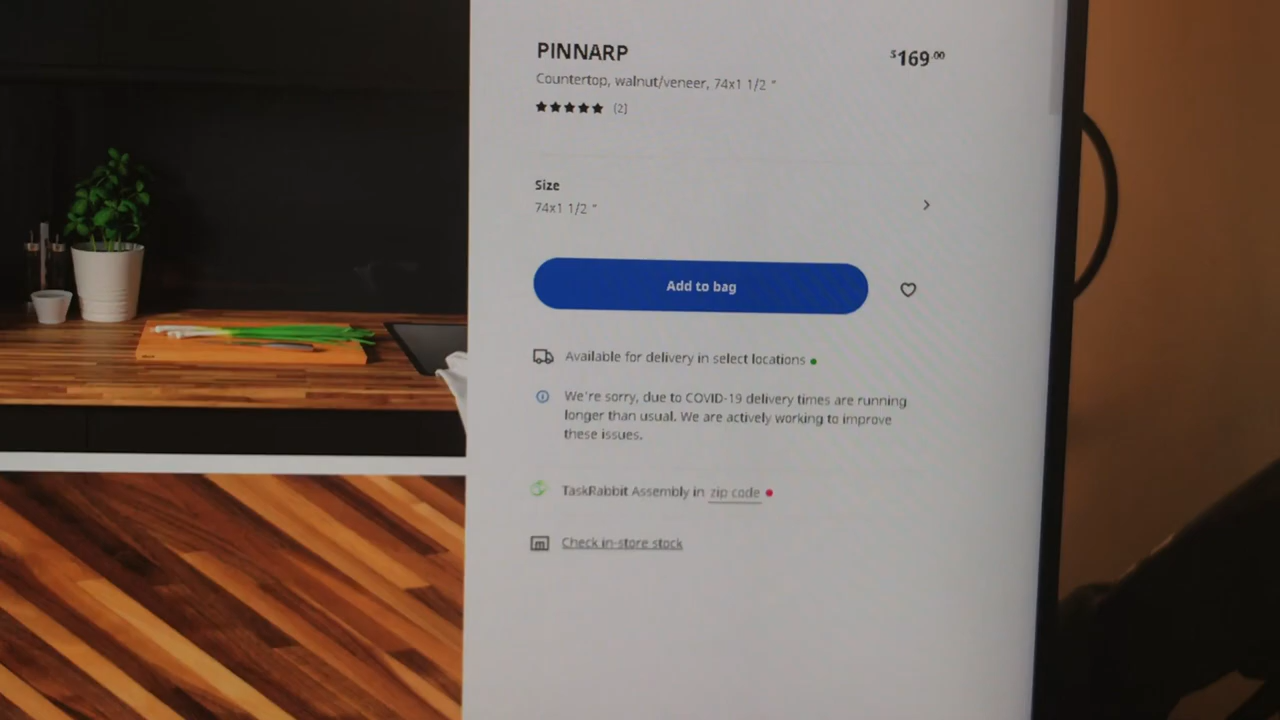 PINNARP
$169.00
Countertop, walnut/veneer, 74x1 1/2 "
(2)
Size
74x1 1/2 "
Add to bag
Available for delivery in select locations
We're sorry, due to COVID-19 delivery times are running
longer than usual. We are actively working to improve
these issues.
TaskRabbit Assembly in zip code
Check in-store stock